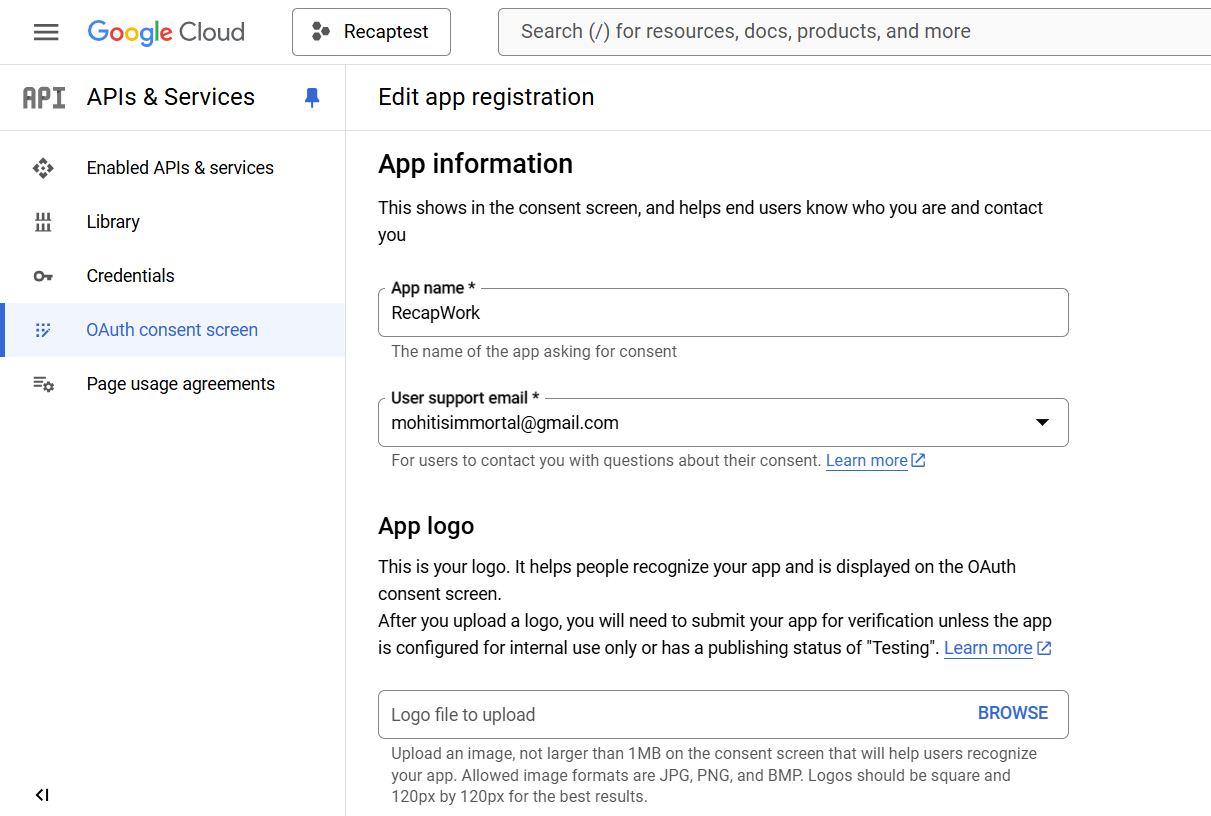 Google Cloud
Recaptest
Search (/) for resources, docs, products, and more
API
APIs & Services
Edit app registration
Enabled APIs & services
Library
Credentials
OAuth consent screen
Page usage agreements
App information
This shows in the consent screen, and helps end users know who you are and contact
you
App name *
RecapWork
The name of the app asking for consent
User support email *
mohitisimmortal@gmail.com
For users to contact you with questions about their consent. Learn more
App logo
This is your logo. It helps people recognize your app and is displayed on the OAuth
consent screen.
After you upload a logo, you will need to submit your app for verification unless the app
is configured for internal use only or has a publishing status of "Testing". Learn more
Logo file to upload
BROWSE
Upload an image, not larger than 1MB on the consent screen that will help users recognize
your app. Allowed image formats are JPG, PNG, and BMP. Logos should be square and
120px by 120px for the best results.